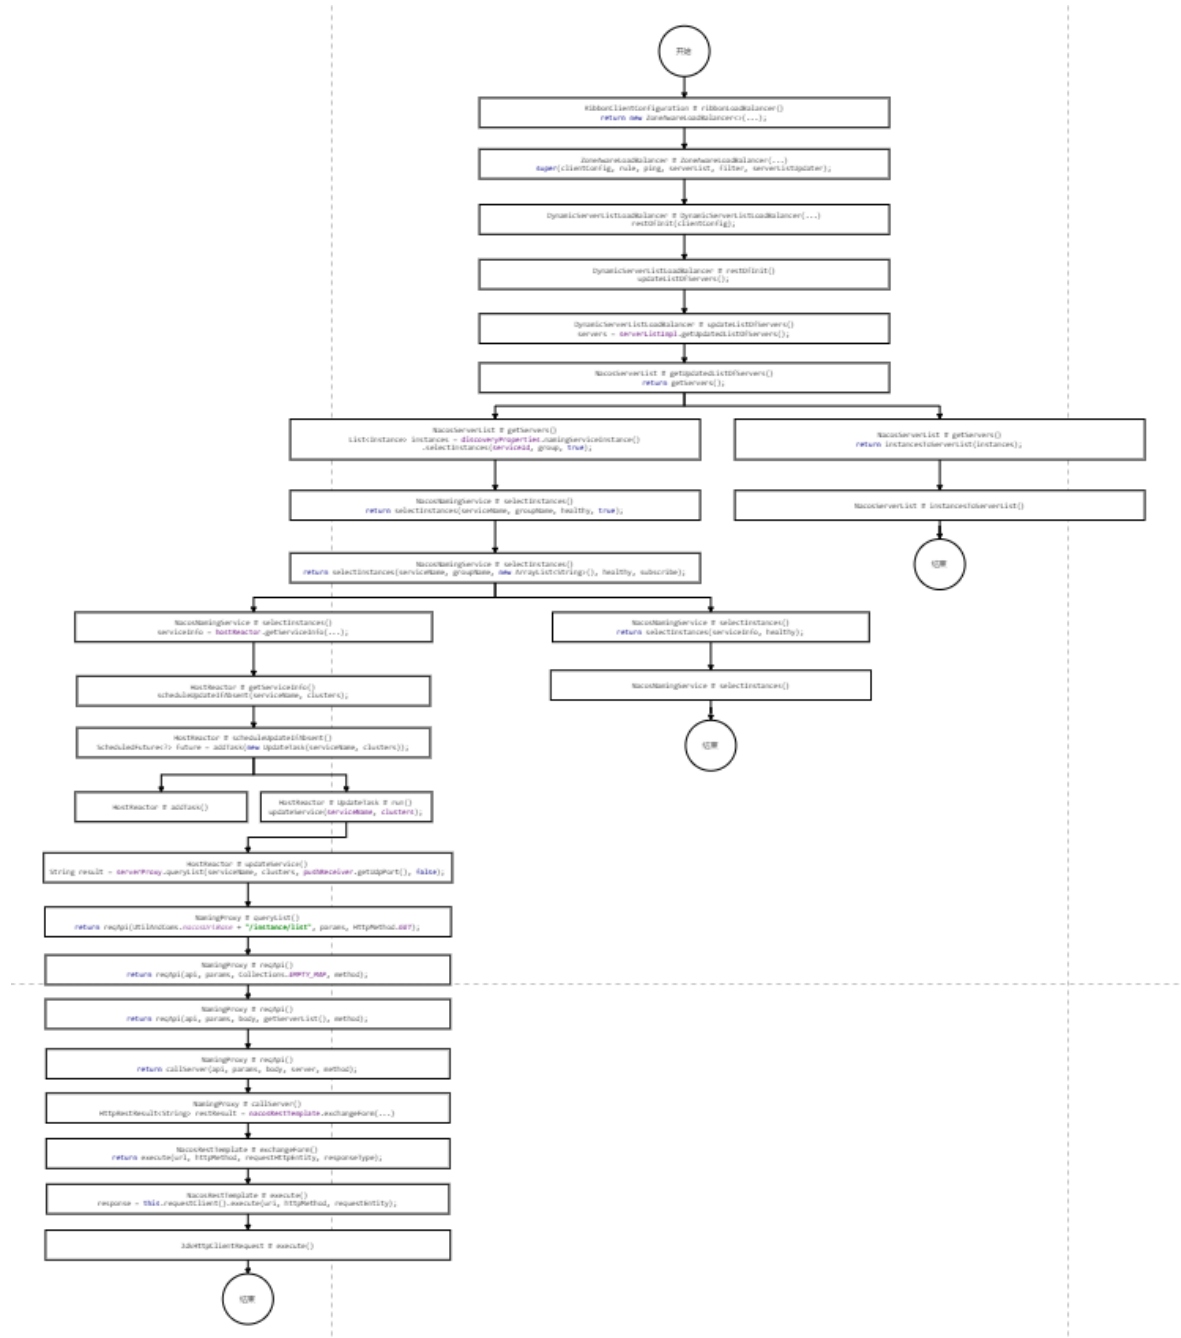 开始
RibbonClientConfiguration # ribbonLoadBalancer()
return new ZoneAwareLoadBalancer<>(...);
ZoneAwareLoadBalancer # ZoneAwareLoadBalancer(...)
super(clientConfig, rule, ping, serverList, filter, serverListUpdater);
DynamicServerListLoadBalancer # DynamicServerListLoadBalancer(...)
restOfInit(clientConfig);
DynamicServerListLoadBalancer # restOfInit()
updateListOfServers();
DynamicServerListLoadBalancer # updateListOfServers()
servers = serverListImpl.getUpdatedListOfServers();
NacosServerList # getUpdatedListOfServers()
return getServers();
NacosServerList # getServers()
List<Instance> instances = discoveryProperties.namingServiceInstance()
.selectInstances(serviceId, group, true);
NacosServerList # getServers()
return instancesToServerList(instances);
NacosNamingService # selectInstances()
return selectInstances(serviceName, groupName, healthy, true);
NacosServerList # instancesToServerList()
NacosNamingService # selectInstances()
return selectInstances(serviceName, groupName, new ArrayList<String>(), healthy, subscribe);
结束
NacosNamingService # selectInstances()
serviceInfo = hostReactor.getServiceInfo(...);
NacosNamingService # selectInstances()
return selectInstances(serviceInfo, healthy);
HostReactor # getServiceInfo()
scheduleUpdateIfAbsent(serviceName, clusters);
NacosNamingService # selectInstances()
HostReactor # scheduleUpdateIfAbsent()
ScheduledFuture<?> future = addTask(new UpdateTask(serviceName, clusters));
结束
HostReactor # addTask()
HostReactor # UpdateTask # run()
updateService(serviceName, clusters);
HostReactor # updateService()
String result = serverProxy.queryList(serviceName, clusters, pushReceiver.getUdpPort(), false);
NamingProxy # queryList()
return reqApi(UtilAndComs.nacosUrlBase + "/instance/list", params, HttpMethod.GET);
NamingProxy # reqApi()
return reqApi(api, params, Collections.EMPTY_MAP, method);
NamingProxy # reqApi()
return reqApi(api, params, body, getServerList(), method);
NamingProxy # reqApi()
return callServer(api, params, body, server, method);
NamingProxy # callServer()
HttpRestResult<String> restResult = nacosRestTemplate.exchangeForm(...)
NacosRestTemplate # exchangeForm()
return execute(url, httpMethod, requestHttpEntity, responseType);
NacosRestTemplate # execute()
response = this.requestClient().execute(uri, httpMethod, requestEntity);
JdkHttpClientRequest # execute()
结束